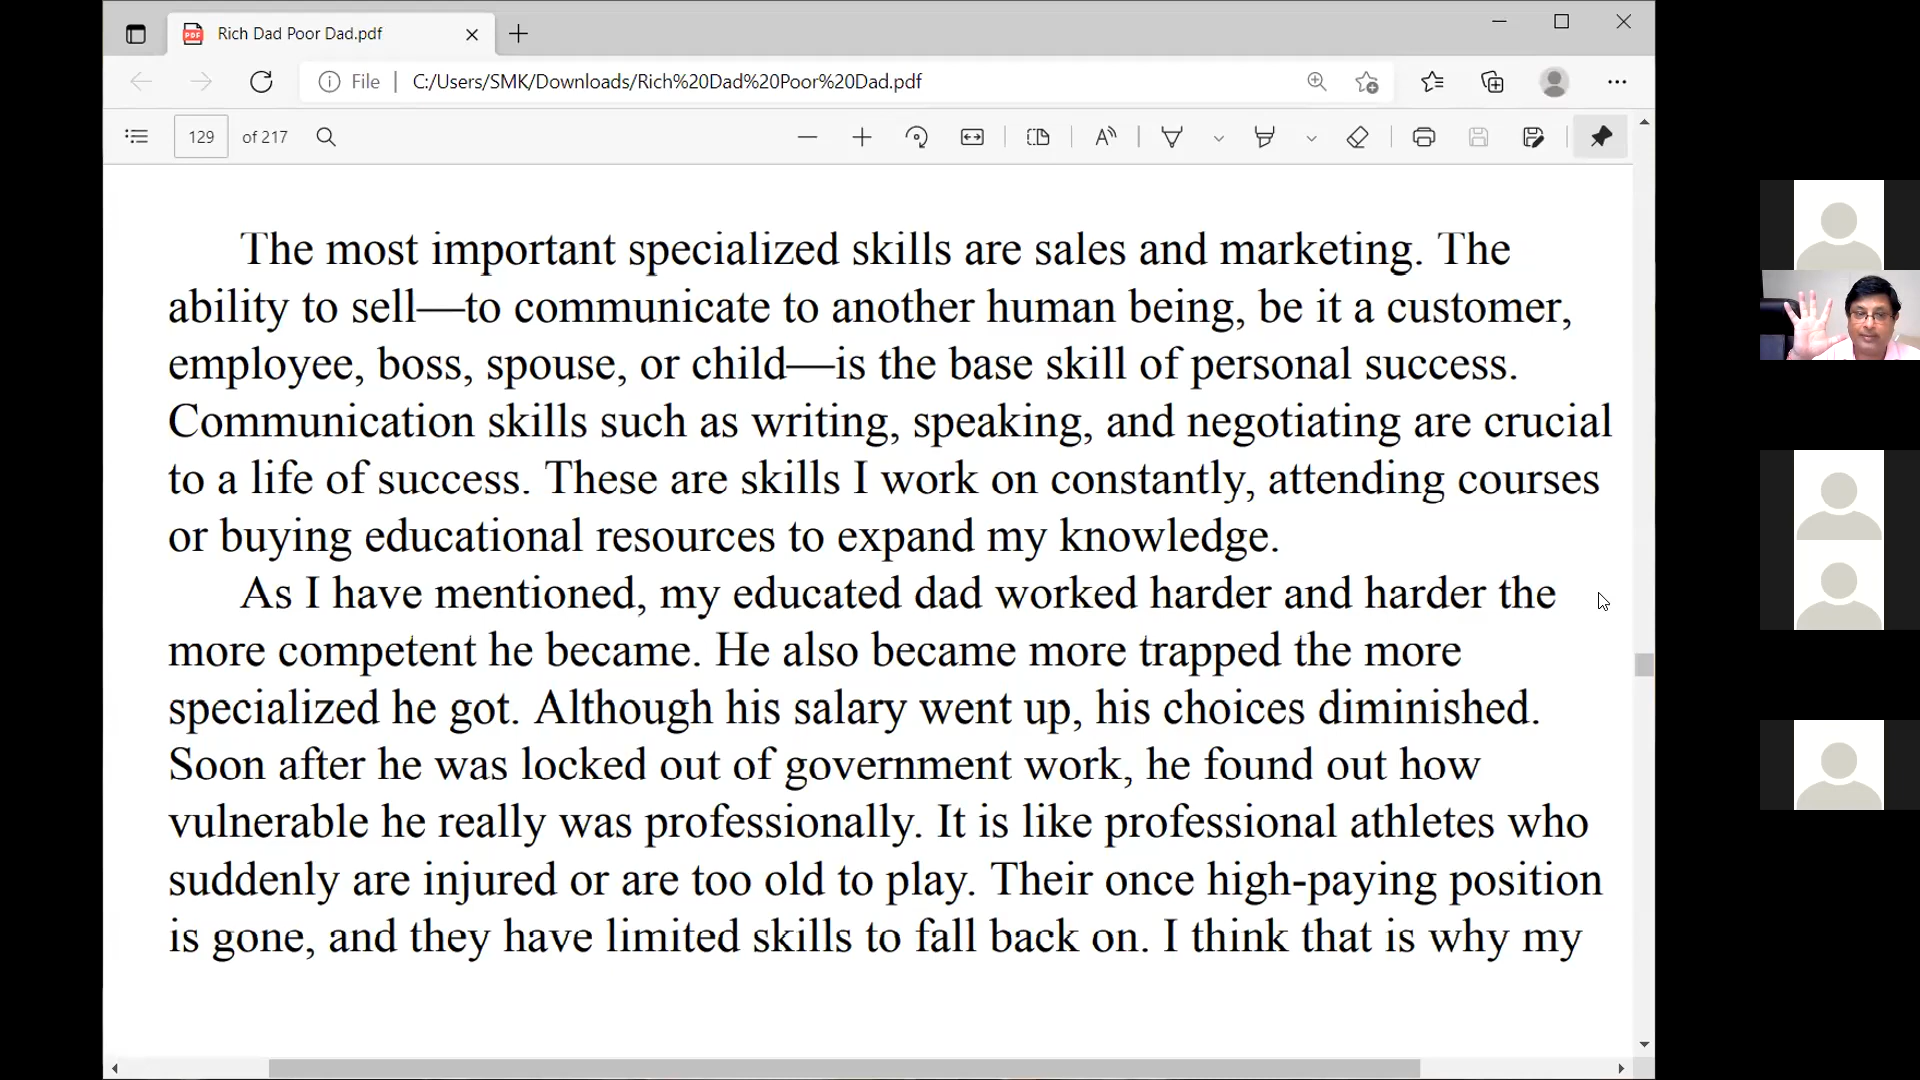 Rich Dad Poor Dad.pdf
File
C:/Users/SMK/Downloads/Rich%20Dad%20Poor%20Dad.pdf
129 of 217
The most important specialized skills are sales and marketing. The
ability to sell—to communicate to another human being, be it a customer,
employee, boss, spouse, or child—is the base skill of personal success.
Communication skills such as writing, speaking, and negotiating are crucial
to a life of success. These are skills I work on constantly, attending courses
or buying educational resources to expand my knowledge.
As I have mentioned, my educated dad worked harder and harder the
more competent he became. He also became more trapped the more
specialized he got. Although his salary went up, his choices diminished.
Soon after he was locked out of government work, he found out how
vulnerable he really was professionally. It is like professional athletes who
suddenly are injured or are too old to play. Their once high-paying position
is gone, and they have limited skills to fall back on. I think that is why my